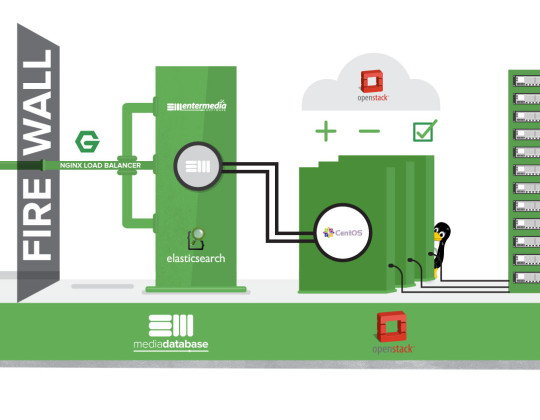 FIRE WALL
NGINX LOAD BALANCER
entermedia
elasticsearch
openstack
CentOS
mediadatabase
openstack